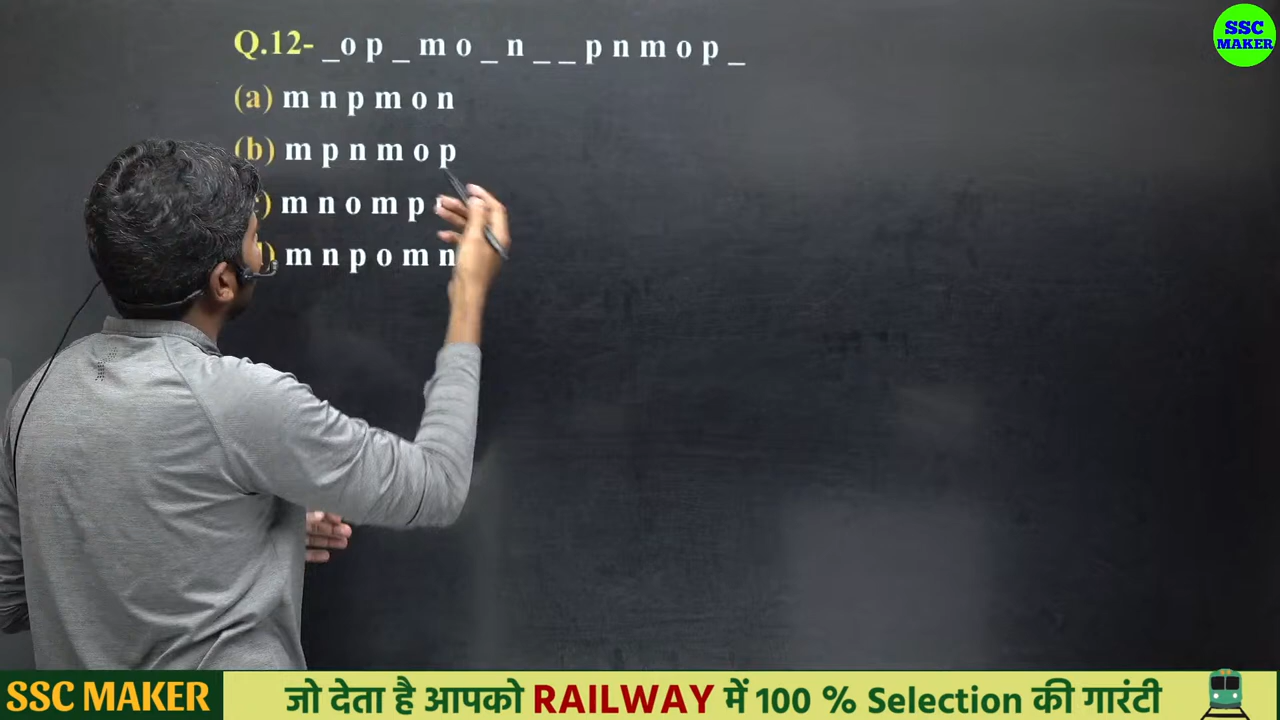 SSC
MAKER
Q.12- _ o p _ m o _ n _ _ p n m o p _
(a) m n p m o n
(b) m p n m o p
) m n o m p
) m n p o m n
SSC MAKER जो देता है आपको RAILWAY में 100 % Selection की गारंटी